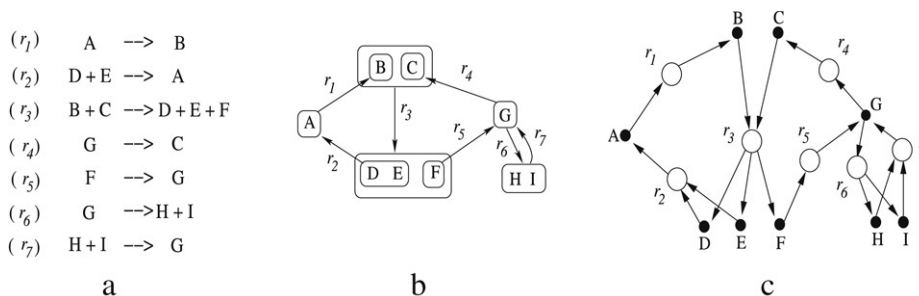 (r1) A --> B
(r2) D+E --> A
(r3) B+C --> D+E+F
(r4) G --> C
(r5) F --> G
(r6) G --> H+I
(r7) H+I --> G
a
B C
r1
r4
r3
A
G
r5
r7
r6
r2
D E F
H I
b
B C
r1
r4
G
A
r3
r5
r2
r6
D E F H I
c